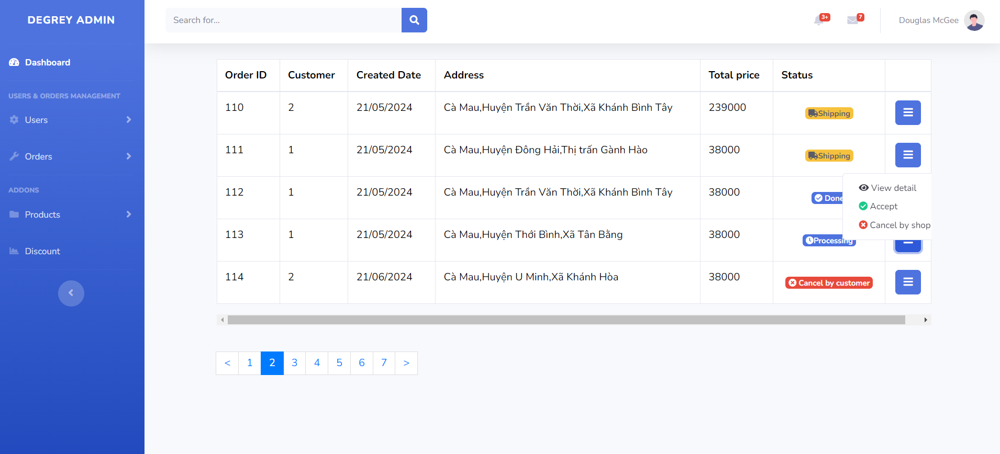 DEGREY ADMIN
Search for...
3+
7
Douglas McGee
Dashboard
USERS & ORDERS MANAGEMENT
Users
Orders
ADDONS
Products
Discount
Order ID Customer Created Date Address Total price Status
110 2 21/05/2024 Cà Mau,Huyện Trần Văn Thời,Xã Khánh Bình Tây 239000 Shipping
111 1 21/05/2024 Cà Mau,Huyện Đông Hải,Thị trấn Gành Hào 38000 Shipping
112 1 21/05/2024 Cà Mau,Huyện Trần Văn Thời,Xã Khánh Bình Tây 38000 Done
113 1 21/05/2024 Cà Mau,Huyện Thới Bình,Xã Tân Bằng 38000 Processing
114 2 21/06/2024 Cà Mau,Huyện U Minh,Xã Khánh Hòa 38000 Cancel by customer
View detail
Accept
Cancel by shop
< 1 2 3 4 5 6 7 >